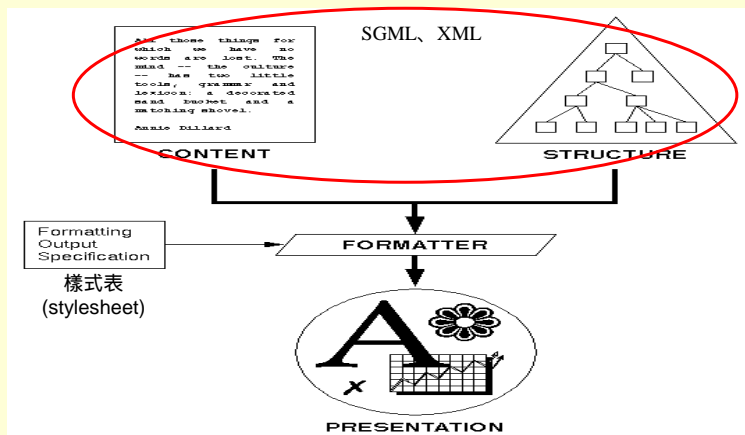 SGML、XML
All those things for
which we have no
words are lost. The
mind -- the culture
-- has two little
tools, grammar and
lexicon: a decorated
sand bucket and a
matching shovel.
Annie Dillard
CONTENT
STRUCTURE
Formatting
Output
Specification
樣式表
(stylesheet)
FORMATTER
A
x
PRESENTATION